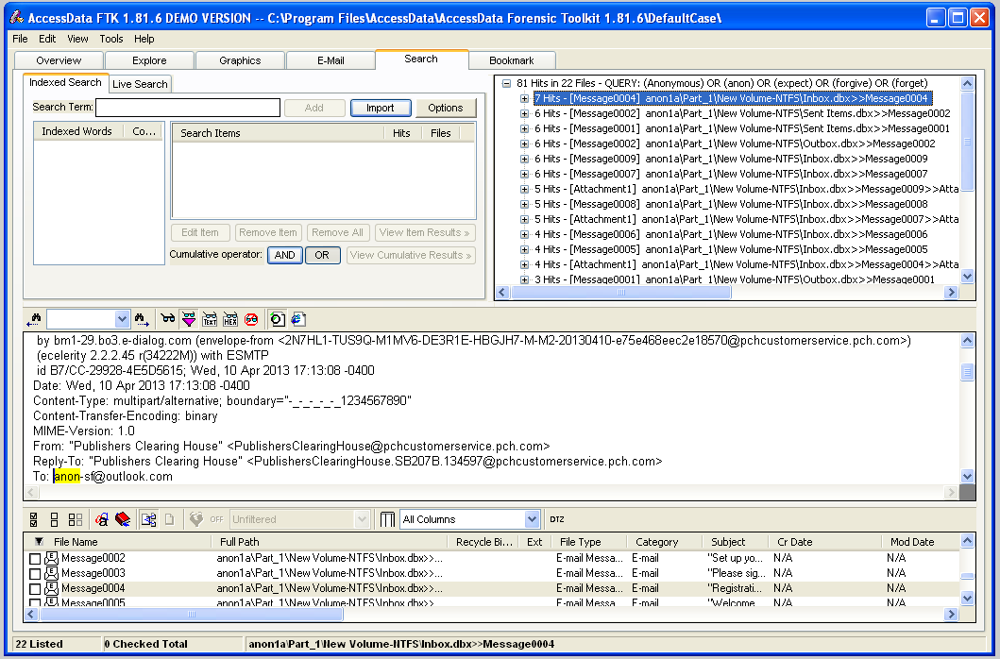 AccessData FTK 1.81.6 DEMO VERSION -- C:\Program Files\AccessData\AccessData Forensic Toolkit 1.81.6\DefaultCase\
File Edit View Tools Help
Overview Explore Graphics E-Mail Search Bookmark
Indexed Search Live Search
Search Term: Add Import Options
Indexed Words Co...
Search Items Hits Files
Edit Item Remove Item Remove All View Item Results »
Cumulative operator: AND OR View Cumulative Results »
81 Hits in 22 Files - QUERY: (Anonymous) OR (anon) OR (expect) OR (forgive) OR (forget)
7 Hits - [Message0004] anon1a\Part_1\New Volume-NTFS\Inbox.dbx>>Message0004
6 Hits - [Message0002] anon1a\Part_1\New Volume-NTFS\Sent Items.dbx>>Message0002
6 Hits - [Message0001] anon1a\Part_1\New Volume-NTFS\Sent Items.dbx>>Message0001
6 Hits - [Message0002] anon1a\Part_1\New Volume-NTFS\Outbox.dbx>>Message0002
6 Hits - [Message0009] anon1a\Part_1\New Volume-NTFS\Inbox.dbx>>Message0009
6 Hits - [Message0007] anon1a\Part_1\New Volume-NTFS\Inbox.dbx>>Message0007
5 Hits - [Attachment1] anon1a\Part_1\New Volume-NTFS\Inbox.dbx>>Message0009>>Atta
5 Hits - [Message0008] anon1a\Part_1\New Volume-NTFS\Inbox.dbx>>Message0008
5 Hits - [Attachment1] anon1a\Part_1\New Volume-NTFS\Inbox.dbx>>Message0007>>Atta
4 Hits - [Message0006] anon1a\Part_1\New Volume-NTFS\Inbox.dbx>>Message0006
4 Hits - [Message0005] anon1a\Part_1\New Volume-NTFS\Inbox.dbx>>Message0005
4 Hits - [Attachment1] anon1a\Part_1\New Volume-NTFS\Inbox.dbx>>Message0004>>Atta
3 Hits - [Message0001] anon1a\Part_1\New Volume-NTFS\Outbox.dbx>>Message0001
TEXT HEX
by bm1-29.bo3.e-dialog.com (envelope-from <2N7HL1-TUS9Q-M1MV6-DE3R1E-HBGJH7-M-M2-20130410-e75e468eec2e18570@pchcustomerservice.pch.com>)
(ecelerity 2.2.2.45 r(34222M)) with ESMTP
id B7/CC-29928-4E5D5615; Wed, 10 Apr 2013 17:13:08 -0400
Date: Wed, 10 Apr 2013 17:13:08 -0400
Content-Type: multipart/alternative; boundary="-_-_-_-_-_1234567890"
Content-Transfer-Encoding: binary
MIME-Version: 1.0
From: "Publishers Clearing House" <PublishersClearingHouse@pchcustomerservice.pch.com>
Reply-To: "Publishers Clearing House" <PublishersClearingHouse.SB207B.134597@pchcustomerservice.pch.com>
To: anon-sf@outlook.com
OFF Unfiltered All Columns DTZ
File Name Full Path Recycle Bi... Ext File Type Category Subject Cr Date Mod Date
Message0002 anon1a\Part_1\New Volume-NTFS\Inbox.dbx>>... E-mail Messa... E-mail "Set up yo... N/A N/A
Message0003 anon1a\Part_1\New Volume-NTFS\Inbox.dbx>>... E-mail Messa... E-mail "Please sig... N/A N/A
Message0004 anon1a\Part_1\New Volume-NTFS\Inbox.dbx>>... E-mail Messa... E-mail "Registrati... N/A N/A
Message0005 anon1a\Part_1\New Volume-NTFS\Inbox.dbx>> E-mail Messa... E-mail "Welcome N/A N/A
22 Listed 0 Checked Total anon1a\Part_1\New Volume-NTFS\Inbox.dbx>>Message0004